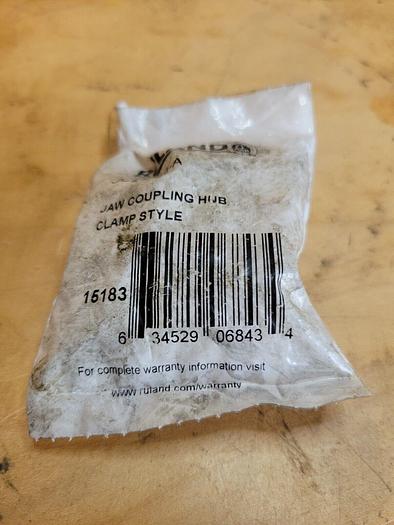 JAW COUPLING HUB
CLAMP STYLE
15183
6 34529 06843 4
For complete warranty information visit
www.ruland.com/warranty